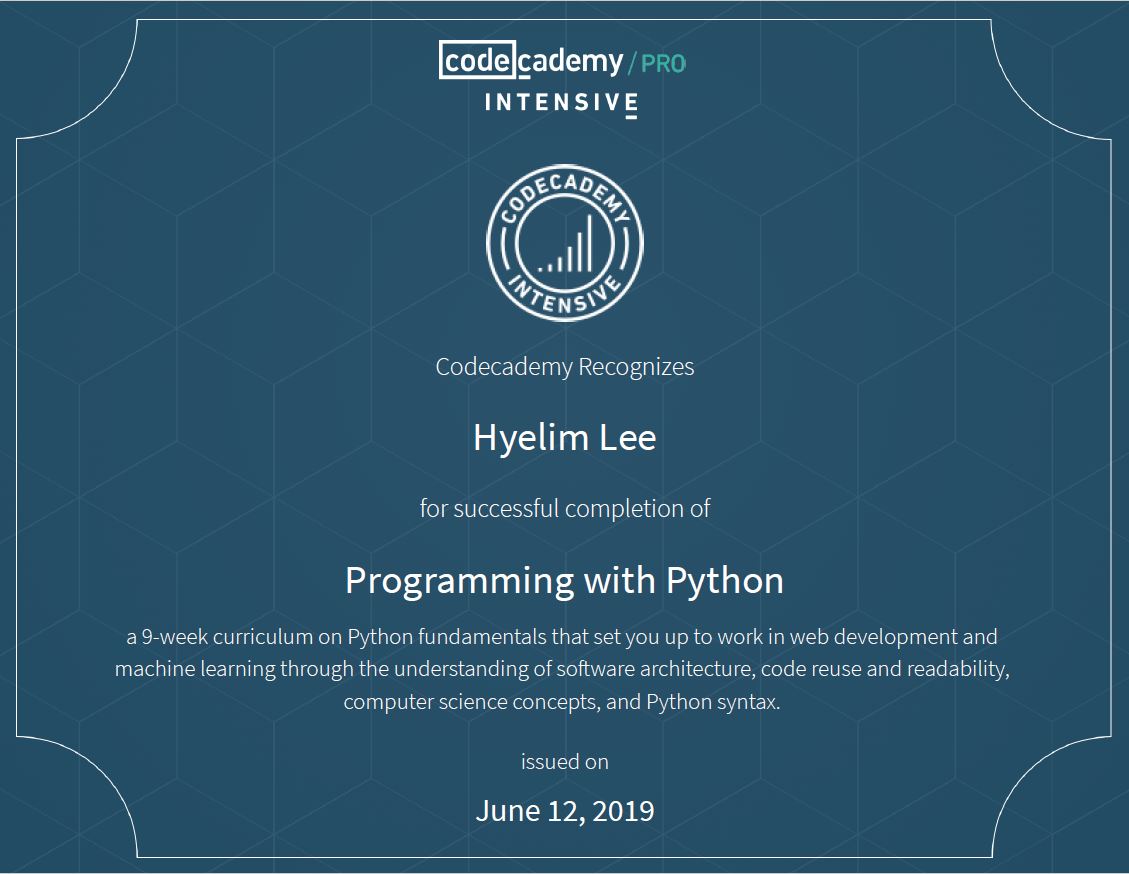 codecademy/PRO
INTENSIVE
CODECADEMY
INTENSIVE
Codecademy Recognizes
Hyelim Lee
for successful completion of
Programming with Python
a 9-week curriculum on Python fundamentals that set you up to work in web development and
machine learning through the understanding of software architecture, code reuse and readability,
computer science concepts, and Python syntax.
issued on
June 12, 2019